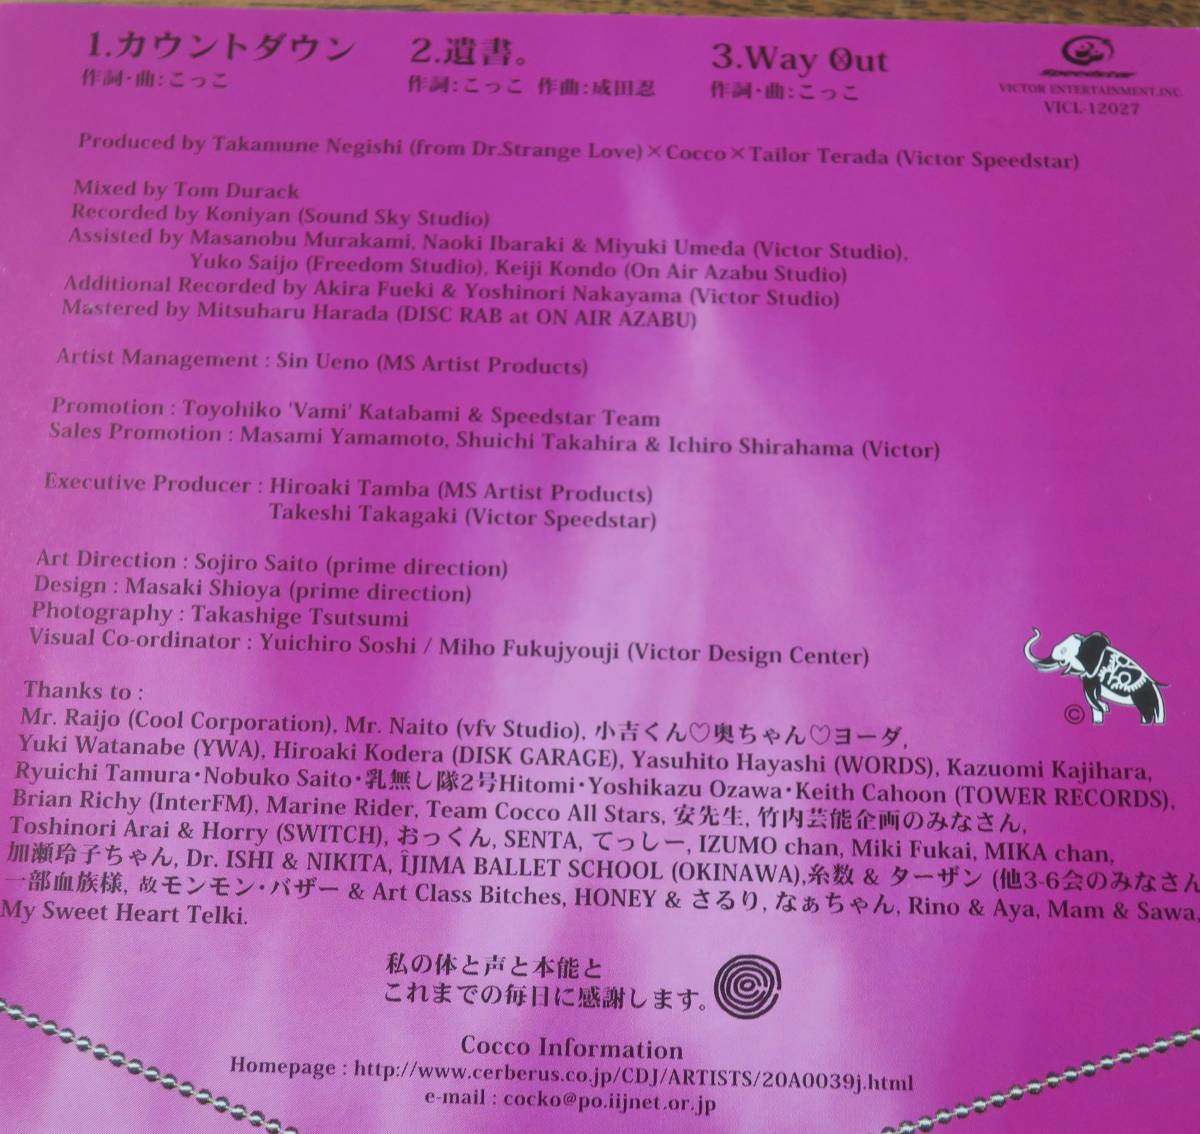 1.カウントダウン
作詞・曲:こっこ
2.遺書。
作詞:こっこ 作曲:成田忍
3.Way Out
作詞・曲:こっこ
Speedstar
VICTOR ENTERTAINMENT,INC.
VICL-12027
Produced by Takamune Negishi (from Dr.Strange Love)×Cocco×Tailor Terada (Victor Speedstar)
Mixed by Tom Durack
Recorded by Koniyan (Sound Sky Studio)
Assisted by Masanobu Murakami, Naoki Ibaraki & Miyuki Umeda (Victor Studio),
Yuko Saijo (Freedom Studio), Keiji Kondo (On Air Azabu Studio)
Additional Recorded by Akira Fueki & Yoshinori Nakayama (Victor Studio)
Mastered by Mitsuharu Harada (DISC RAB at ON AIR AZABU)
Artist Management : Sin Ueno (MS Artist Products)
Promotion : Toyohiko 'Vami' Katabami & Speedstar Team
Sales Promotion : Masami Yamamoto, Shuichi Takahira & Ichiro Shirahama (Victor)
Executive Producer : Hiroaki Tamba (MS Artist Products)
Takeshi Takagaki (Victor Speedstar)
Art Direction : Sojiro Saito (prime direction)
Design : Masaki Shioya (prime direction)
Photography : Takashige Tsutsumi
Visual Co-ordinator : Yuichiro Soshi / Miho Fukujyouji (Victor Design Center)
©
Thanks to :
Mr. Raijo (Cool Corporation), Mr. Naito (vfv Studio), 小吉くん♡奥ちゃん♡ヨーダ,
Yuki Watanabe (YWA), Hiroaki Kodera (DISK GARAGE), Yasuhito Hayashi (WORDS), Kazuomi Kajihara,
Ryuichi Tamura・Nobuko Saito・乳無し隊2号Hitomi・Yoshikazu Ozawa・Keith Cahoon (TOWER RECORDS),
Brian Richy (InterFM), Marine Rider, Team Cocco All Stars, 安先生, 竹内芸能企画のみなさん,
Toshinori Arai & Horry (SWITCH), おっくん, SENTA, てっしー, IZUMO chan, Miki Fukai, MIKA chan,
加瀬玲子ちゃん, Dr. ISHI & NIKITA, ÎJIMA BALLET SCHOOL (OKINAWA),糸数 & ターザン (他3-6会のみなさん
一部血族様, 故モンモン・バザー & Art Class Bitches, HONEY & さるり, なぁちゃん, Rino & Aya, Mam & Sawa,
My Sweet Heart Telki.
私の体と声と本能と
これまでの毎日に感謝します。
Cocco Information
Homepage : http://www.cerberus.co.jp/CDJ/ARTISTS/20A0039j.html
e-mail : cocko@po.iijnet.or.jp